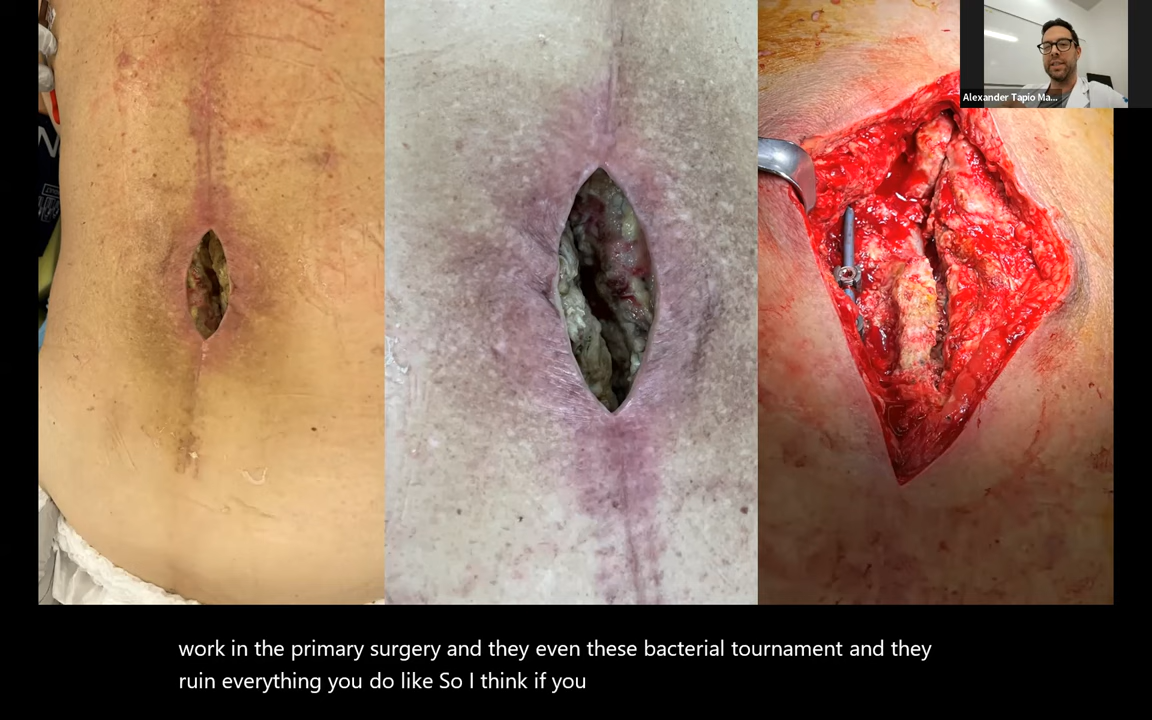 Alexander Tapio Ma...
work in the primary surgery and they even these bacterial tournament and they
ruin everything you do like So I think if you